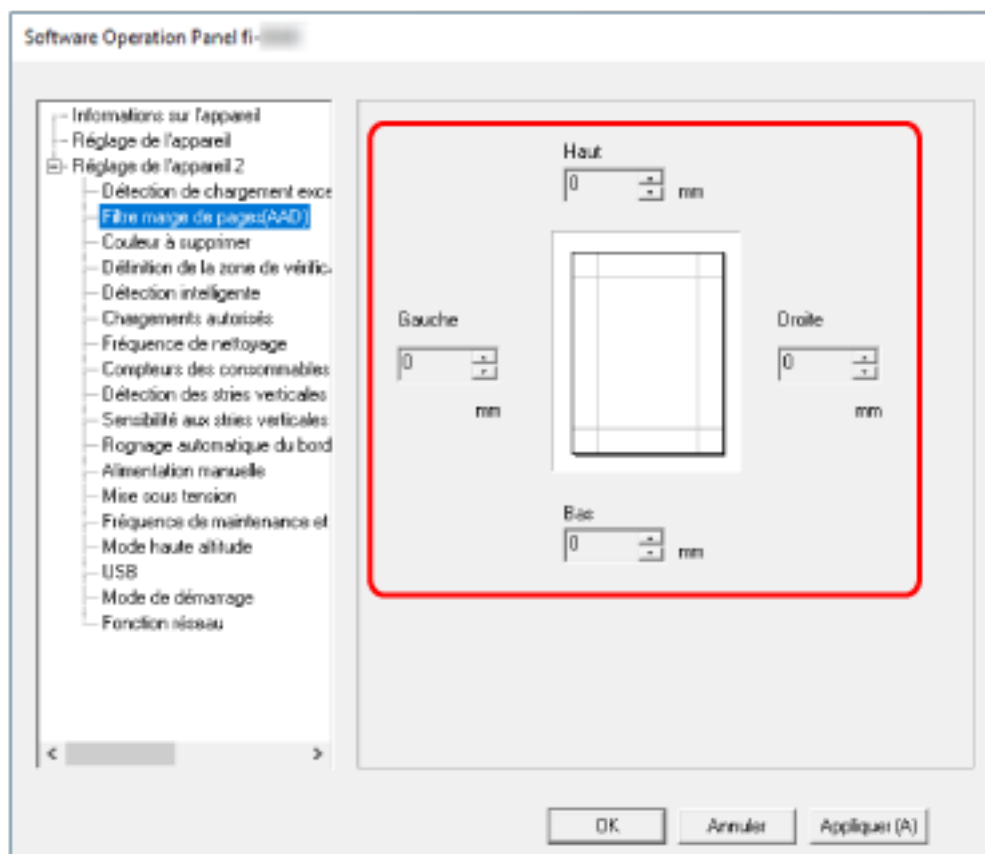 Software Operation Panel fi-
Informations sur l'appareil
Réglage de l'appareil
Réglage de l'appareil 2
Détection de chargement exce
Filtre marge de pages(AAD)
Couleur à supprimer
Définition de la zone de vérific
Détection intelligente
Chargements autorisés
Fréquence de nettoyage
Compteurs des consommables
Détection des stries verticales
Sensibilité aux stries verticales
Rognage automatique du bord
Alimentation manuelle
Mise sous tension
Fréquence de maintenance et
Mode haute altitude
USB
Mode de démarrage
Fonction réseau
Haut
0 mm
Gauche
0
mm
Droite
0
mm
Bas
0 mm
OK Annuler Appliquer (A)